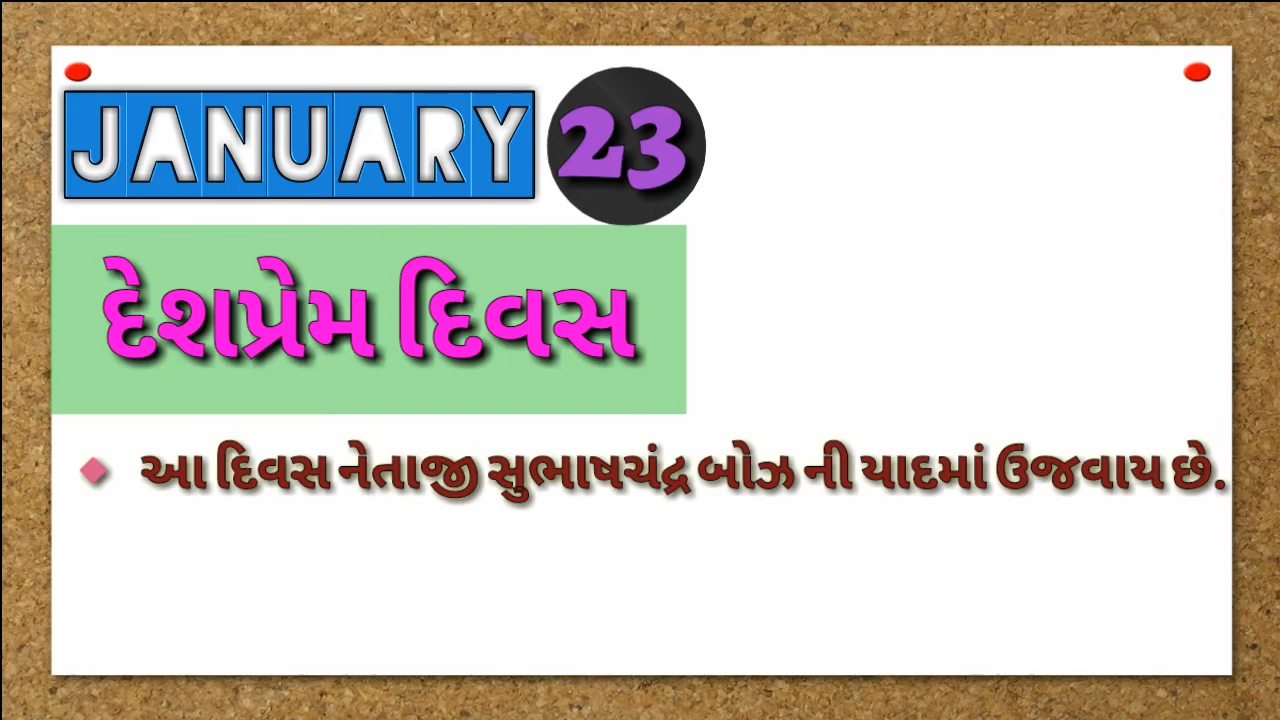 JANUARY 23
દેશપ્રેમ દિવસ
આ દિવસ નેતાજી સુભાષચંદ્ર બોઝ ની યાદમાં ઉજવાય છે.